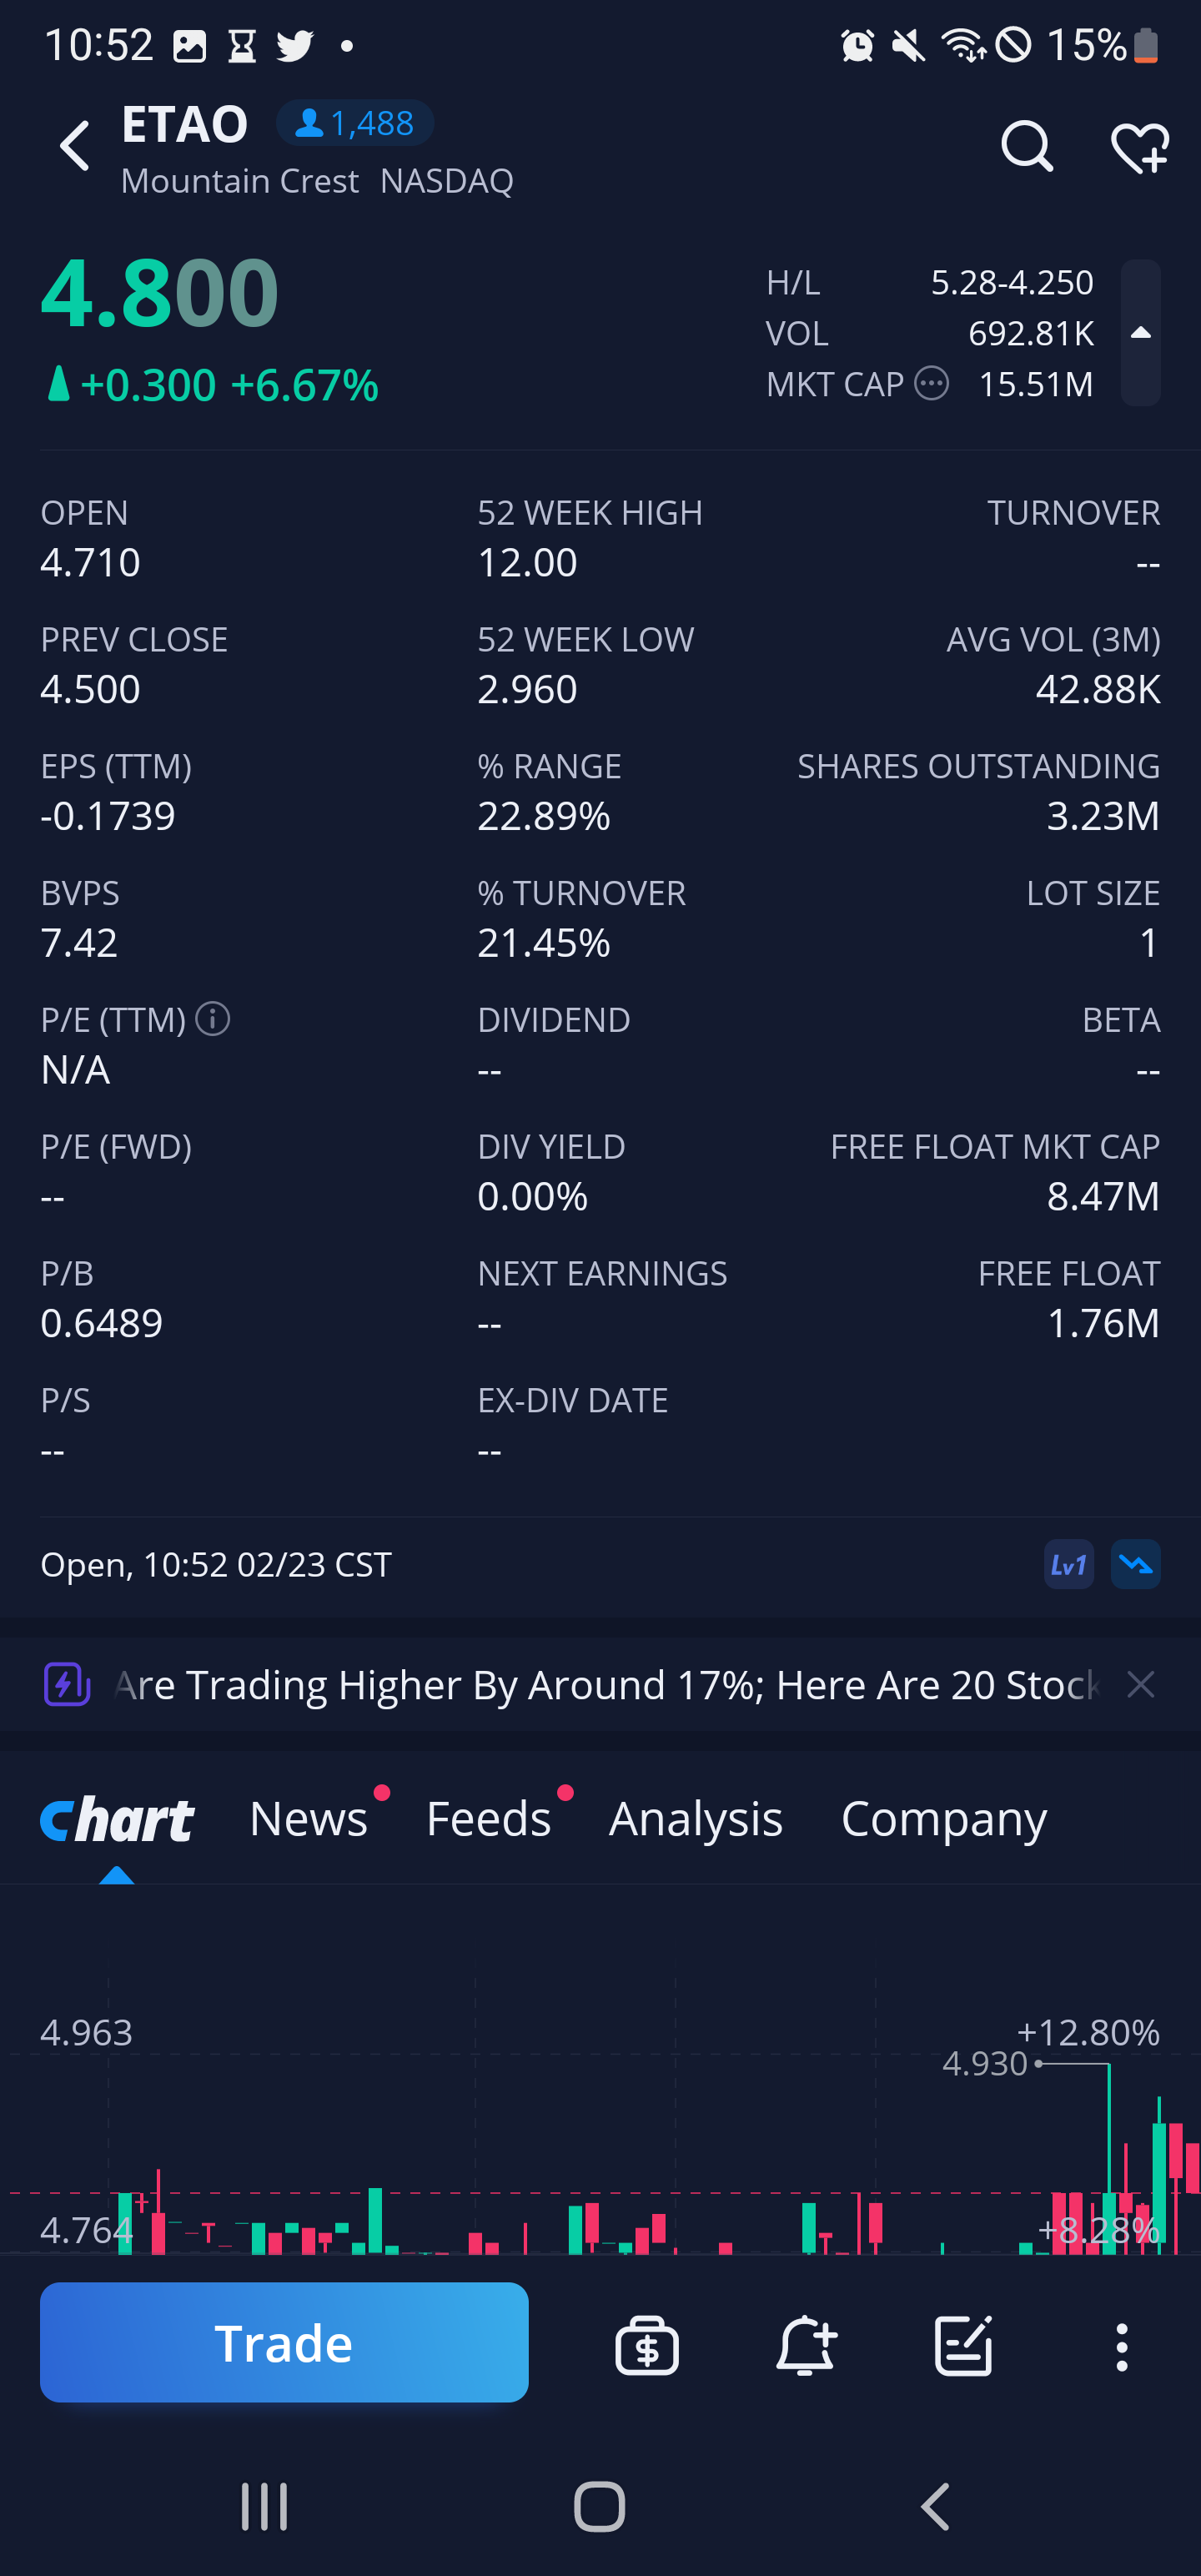 10:52 15%
ETAO 1,488
Mountain Crest NASDAQ
4.800
+0.300 +6.67%
H/L 5.28-4.250
VOL 692.81K
MKT CAP 15.51M
OPEN 52 WEEK HIGH TURNOVER
4.710 12.00 --
PREV CLOSE 52 WEEK LOW AVG VOL (3M)
4.500 2.960 42.88K
EPS (TTM) % RANGE SHARES OUTSTANDING
-0.1739 22.89% 3.23M
BVPS % TURNOVER LOT SIZE
7.42 21.45% 1
P/E (TTM) DIVIDEND BETA
N/A -- --
P/E (FWD) DIV YIELD FREE FLOAT MKT CAP
-- 0.00% 8.47M
P/B NEXT EARNINGS FREE FLOAT
0.6489 -- 1.76M
P/S EX-DIV DATE
-- --
Open, 10:52 02/23 CST Lv1
Are Trading Higher By Around 17%; Here Are 20 Stock
Chart News Feeds Analysis Company
4.963 +12.80%
4.930
4.764 +8.28%
Trade